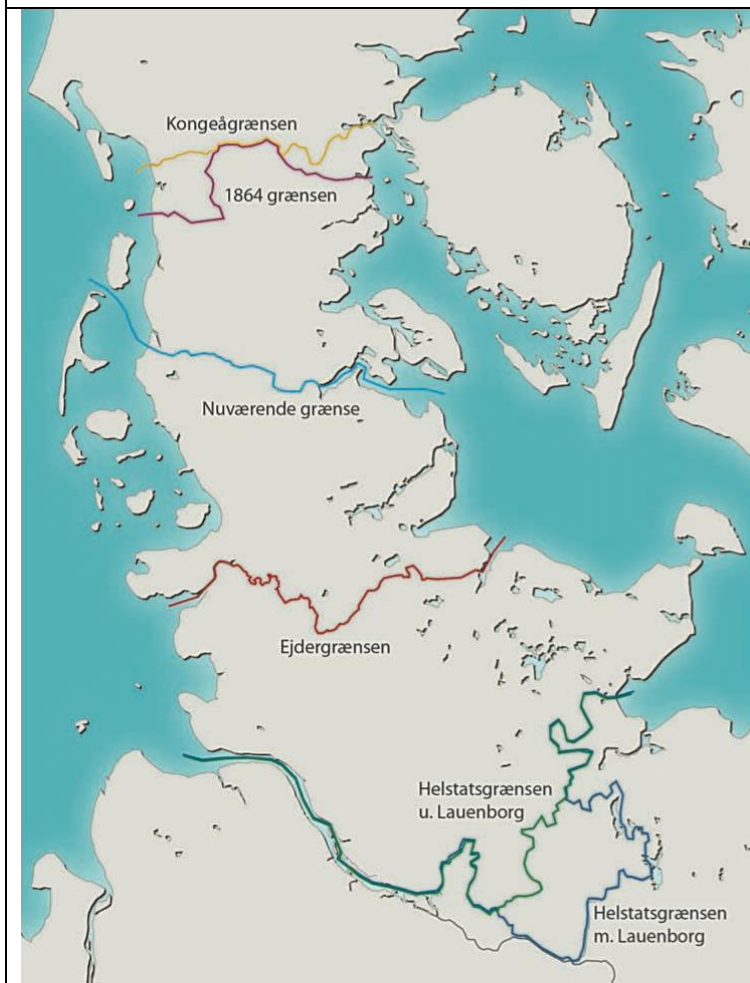 Kongeågrænsen
1864 grænsen
Nuværende grænse
Ejdergrænsen
Helstatsgrænsen
u. Lauenborg
Helstatsgrænsen
m. Lauenborg